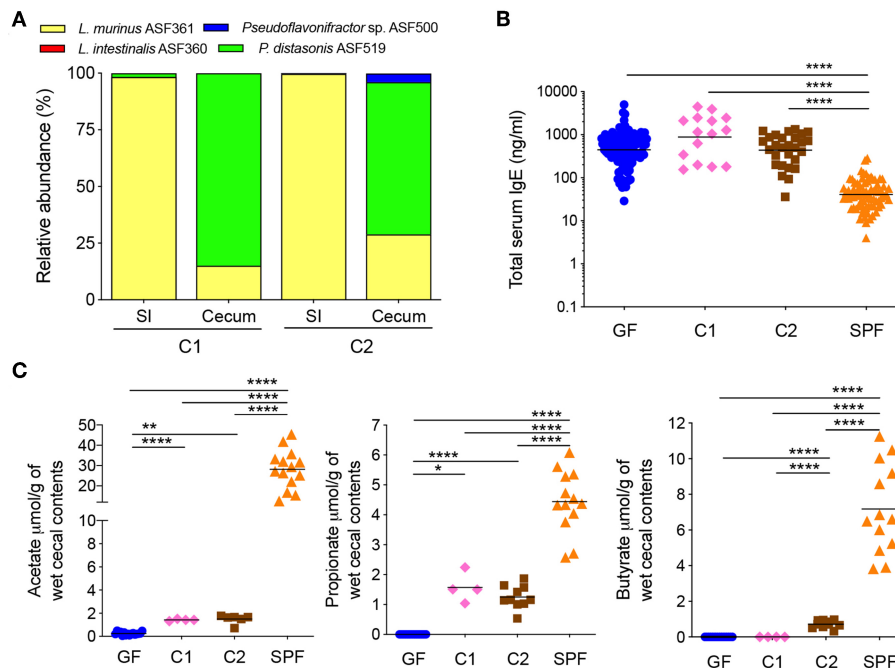 A
L. murinus ASF361 Pseudoflavonifractor sp. ASF500
L. intestinalis ASF360 P. distasonis ASF519
Relative abundance (%)
100
75
50
25
0
SI Cecum SI Cecum
C1 C2
B
****
****
****
Total serum IgE (ng/ml)
10000
1000
100
10
1
0.1
GF C1 C2 SPF
C
****
****
****
**
****
Acetate μmol/g of
wet cecal contents
50
40
30
20
10
10
8
6
4
2
0
GF C1 C2 SPF
****
****
****
****
*
Propionate μmol/g of
wet cecal contents
7
6
5
4
3
2
1
0
GF C1 C2 SPF
****
****
****
****
****
Butyrate μmol/g of
wet cecal contents
12
10
8
6
4
2
0
GF C1 C2 SPF